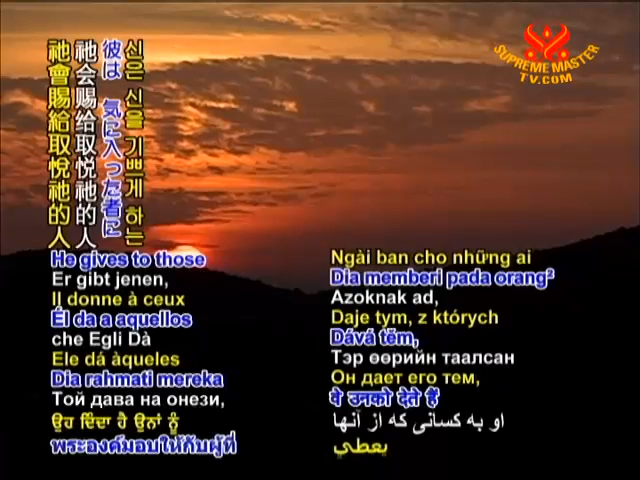 SUPREME MASTER
TV.COM
祂會賜給取悅祂的人
祂会赐给取悦祂的人
彼は 気に入った者に
신은 신을 기쁘게 하는
He gives to those
Er gibt jenen,
Il donne à ceux
Él da a aquellos
che Egli Dà
Ele dá àqueles
Dia rahmati mereka
Той дава на онези,
ਉਹ ਦਿੰਦਾ ਹੈ ਉਨਾਂ ਨੂੰ
พระองค์มอบให้กับผู้ที่
Ngài ban cho những ai
Dia memberi pada orang²
Azoknak ad,
Daje tym, z których
Dává těm,
Тэр өөрийн таалсан
Он дает его тем,
वे उनको देते हैं
او به کسانی که از آنها
يعطي